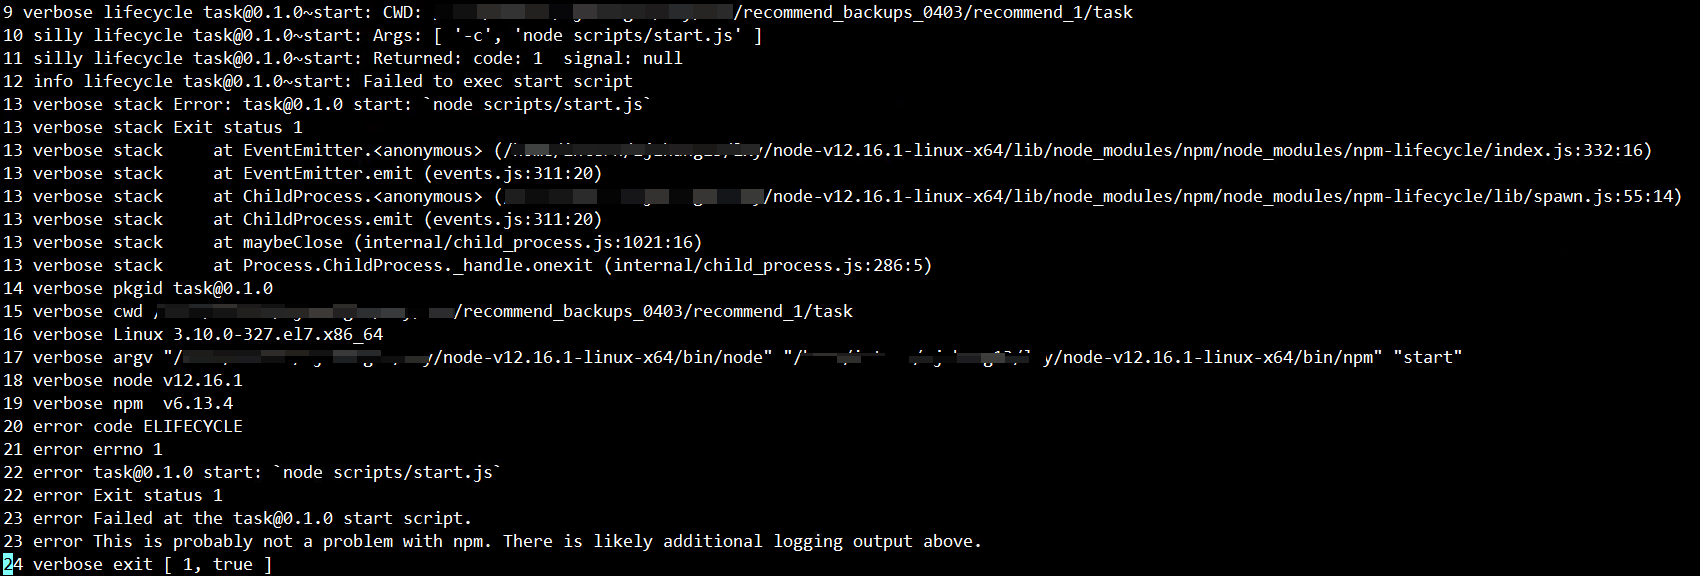 9 verbose lifecycle task@0.1.0~start: CWD: /recommend_backups_0403/recommend_1/task
10 silly lifecycle task@0.1.0~start: Args: [ '-c', 'node scripts/start.js' ]
11 silly lifecycle task@0.1.0~start: Returned: code: 1  signal: null
12 info lifecycle task@0.1.0~start: Failed to exec start script
13 verbose stack Error: task@0.1.0 start: `node scripts/start.js`
13 verbose stack Exit status 1
13 verbose stack     at EventEmitter.<anonymous> (/node-v12.16.1-linux-x64/lib/node_modules/npm/node_modules/npm-lifecycle/index.js:332:16)
13 verbose stack     at EventEmitter.emit (events.js:311:20)
13 verbose stack     at ChildProcess.<anonymous> (/node-v12.16.1-linux-x64/lib/node_modules/npm/node_modules/npm-lifecycle/lib/spawn.js:55:14)
13 verbose stack     at ChildProcess.emit (events.js:311:20)
13 verbose stack     at maybeClose (internal/child_process.js:1021:16)
13 verbose stack     at Process.ChildProcess._handle.onexit (internal/child_process.js:286:5)
14 verbose pkgid task@0.1.0
15 verbose cwd /recommend_backups_0403/recommend_1/task
16 verbose Linux 3.10.0-327.el7.x86_64
17 verbose argv "/node-v12.16.1-linux-x64/bin/node" "/node-v12.16.1-linux-x64/bin/npm" "start"
18 verbose node v12.16.1
19 verbose npm  v6.13.4
20 error code ELIFECYCLE
21 error errno 1
22 error task@0.1.0 start: `node scripts/start.js`
22 error Exit status 1
23 error Failed at the task@0.1.0 start script.
23 error This is probably not a problem with npm. There is likely additional logging output above.
24 verbose exit [ 1, true ]